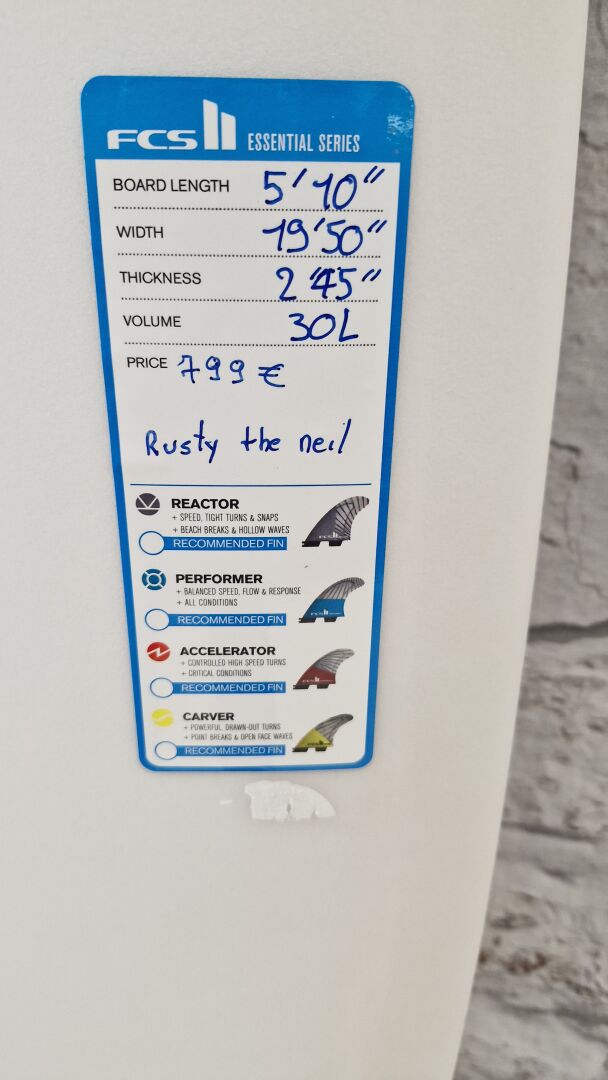 FCS II ESSENTIAL SERIES
BOARD LENGTH 5'10"
WIDTH 19'50"
THICKNESS 2'45"
VOLUME 30L
PRICE 799€
Rusty the neil
REACTOR
+ SPEED, TIGHT TURNS & SNAPS
+ BEACH BREAKS & HOLLOW WAVES
RECOMMENDED FIN
PERFORMER
+ BALANCED SPEED, FLOW & RESPONSE
+ ALL CONDITIONS
RECOMMENDED FIN
ACCELERATOR
+ CONTROLLED HIGH SPEED TURNS
+ CRITICAL CONDITIONS
RECOMMENDED FIN
CARVER
+ POWERFUL, DRAWN-OUT TURNS
+ POINT BREAKS & OPEN FACE WAVES
RECOMMENDED FIN